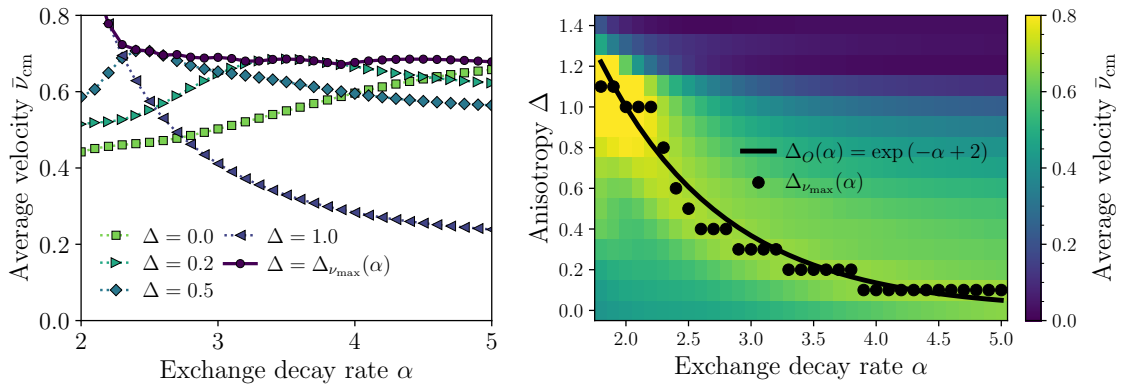 0.8
0.6
0.4
0.2
0.0
Average velocity ν̄cm
Δ = 0.0
Δ = 0.2
Δ = 0.5
Δ = 1.0
Δ = Δνmax(α)
2
3
4
5
Exchange decay rate α
1.4
1.2
1.0
0.8
0.6
0.4
0.2
0.0
Anisotropy Δ
ΔO(α) = exp (−α + 2)
Δνmax(α)
2.0
2.5
3.0
3.5
4.0
4.5
5.0
Exchange decay rate α
0.8
0.6
0.4
0.2
0.0
Average velocity ν̄cm